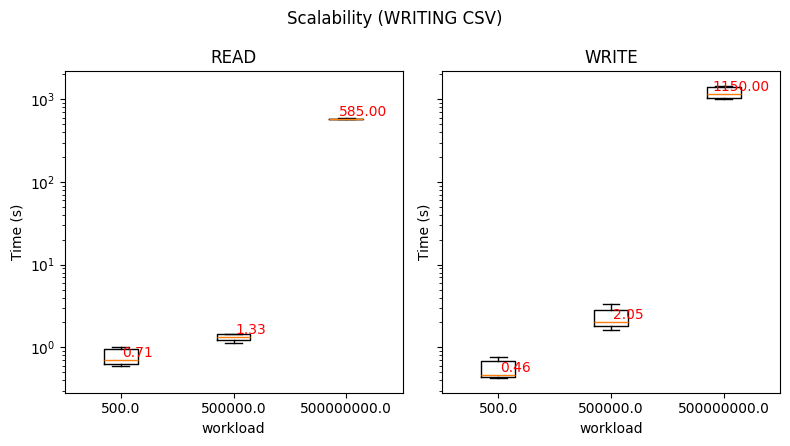 Scalability (WRITING CSV)
READ
Time (s)
10³
10²
10¹
10⁰
585.00
1.33
0.71
500.0
500000.0
500000000.0
workload
WRITE
Time (s)
1150.00
2.05
0.46
500.0
500000.0
500000000.0
workload